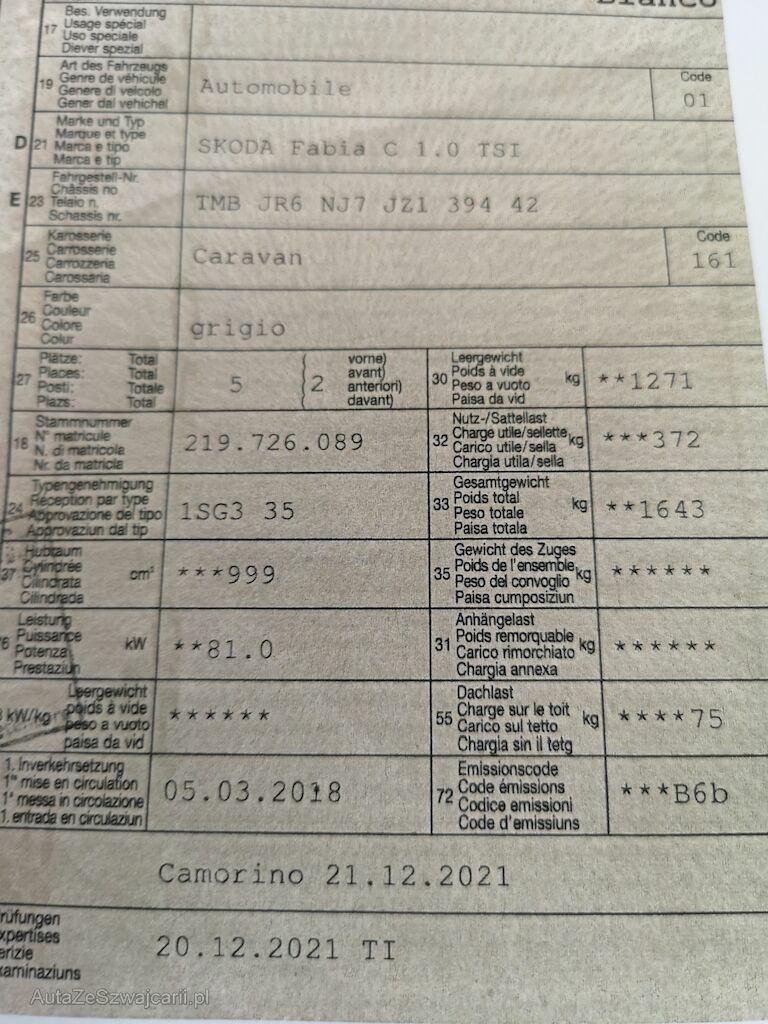 Bianco
17 Bes. Verwendung
Usage spécial
Uso speciale
Diever spezial
19 Art des Fahrzeugs
Genre de véhicule
Genere di veicolo
Gener dal vehichel
Automobile
Code
01
D 21 Marke und Typ
Marque et type
Marca e tipo
Marca e tip
SKODA Fabia C 1.0 TSI
E 23 Fahrgestell-Nr.
Châssis no
Telaio n.
Schassis nr.
TMB JR6 NJ7 JZ1 394 42
25 Karosserie
Carrosserie
Carrozzeria
Carossaria
Caravan
Code
161
26 Farbe
Couleur
Colore
Colur
grigio
27 Plätze: Total
Places: Total
Posti: Totale
Plazs: Total
5 ( 2 vorne)
avant)
anteriori)
davant)
30 Leergewicht
Poids à vide
Peso a vuoto
Paisa da vid
kg **1271
18 Stammnummer
N° matricule
N. di matricola
Nr. da matricla
219.726.089
32 Nutz-/Sattellast
Charge utile/sellette
Carico utile/sella
Chargia utila/sella
kg ***372
24 Typengenehmigung
Réception par type
Approvazione del tipo
Approvaziun dal tip
1SG3 35
33 Gesamtgewicht
Poids total
Peso totale
Paisa totala
kg **1643
37 Hubraum
Cylindrée
Cilindrata
Cilindrada
cm³ ***999
35 Gewicht des Zuges
Poids de l'ensemble
Peso del convoglio
Paisa cumposiziun
kg ******
6 Leistung
Puissance
Potenza
Prestaziun
kW **81.0
31 Anhängelast
Poids remorquable
Carico rimorchiato
Chargia annexa
kg ******
kW/kg Leergewicht
poids à vide
peso a vuoto
paisa da vid
******
55 Dachlast
Charge sur le toit
Carico sul tetto
Chargia sin il tetg
kg ****75
1. Inverkehrsetzung
1re mise en circulation
1a messa in circolazione
1. entrada en circulaziun
05.03.2018
72 Emissionscode
Code émissions
Codice emissioni
Code d'emissiuns
***B6b
Camorino 21.12.2021
rüfungen
xpertises
erizie
xaminaziuns
20.12.2021 TI
AutaZeSzwajcarii.pl